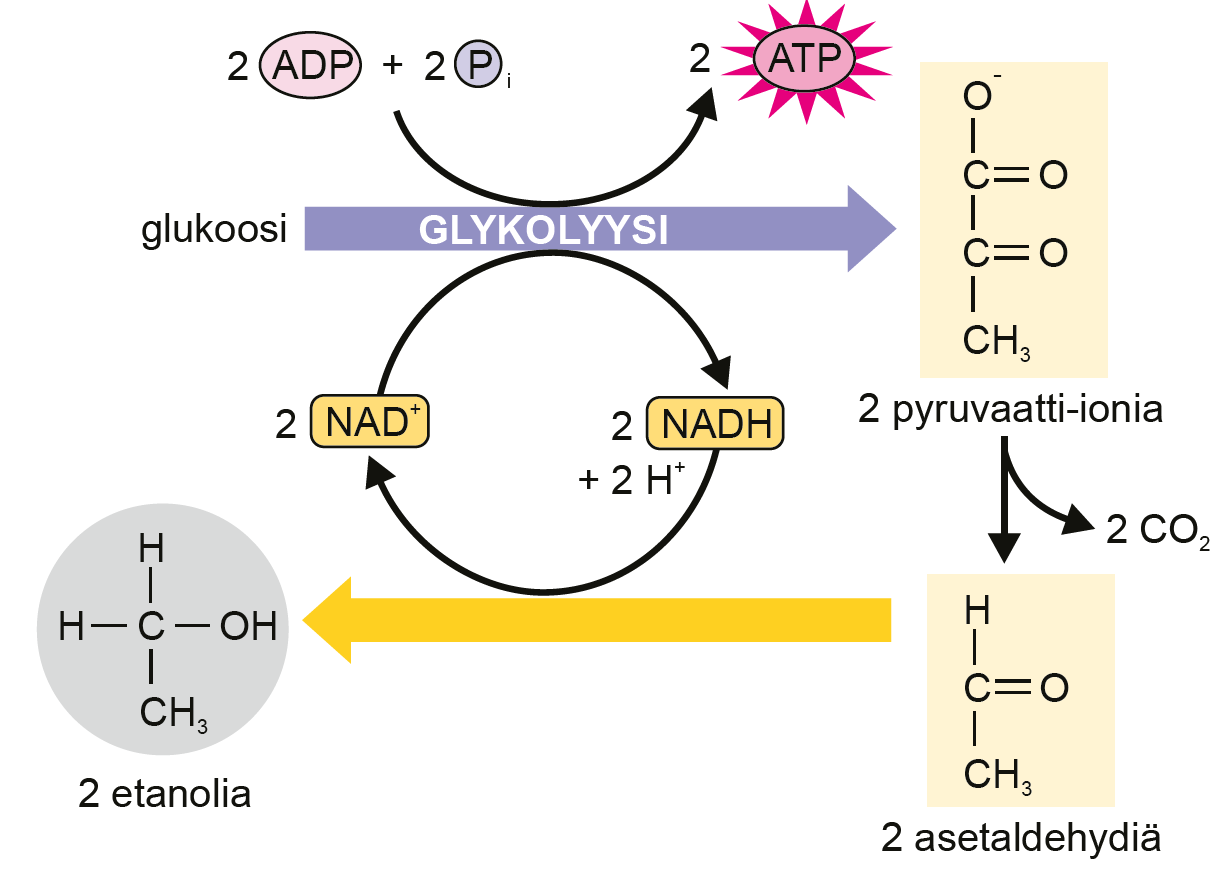 2 ADP + 2 Pi
2 ATP
glukoosi
GLYKOLYYSI
O⁻
C=O
C=O
CH₃
2 pyruvaatti-ionia
2 NAD⁺
2 NADH
+ 2 H⁺
2 CO₂
H
H—C—OH
CH₃
2 etanolia
H
C=O
CH₃
2 asetaldehydiä